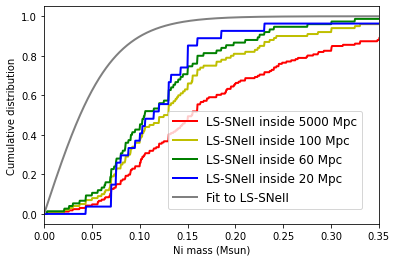 1.0
0.8
0.6
0.4
0.2
0.0
Cumulative distribution
LS-SNeII inside 5000 Mpc
LS-SNeII inside 100 Mpc
LS-SNeII inside 60 Mpc
LS-SNeII inside 20 Mpc
Fit to LS-SNeII
0.00 0.05 0.10 0.15 0.20 0.25 0.30 0.35
Ni mass (Msun)